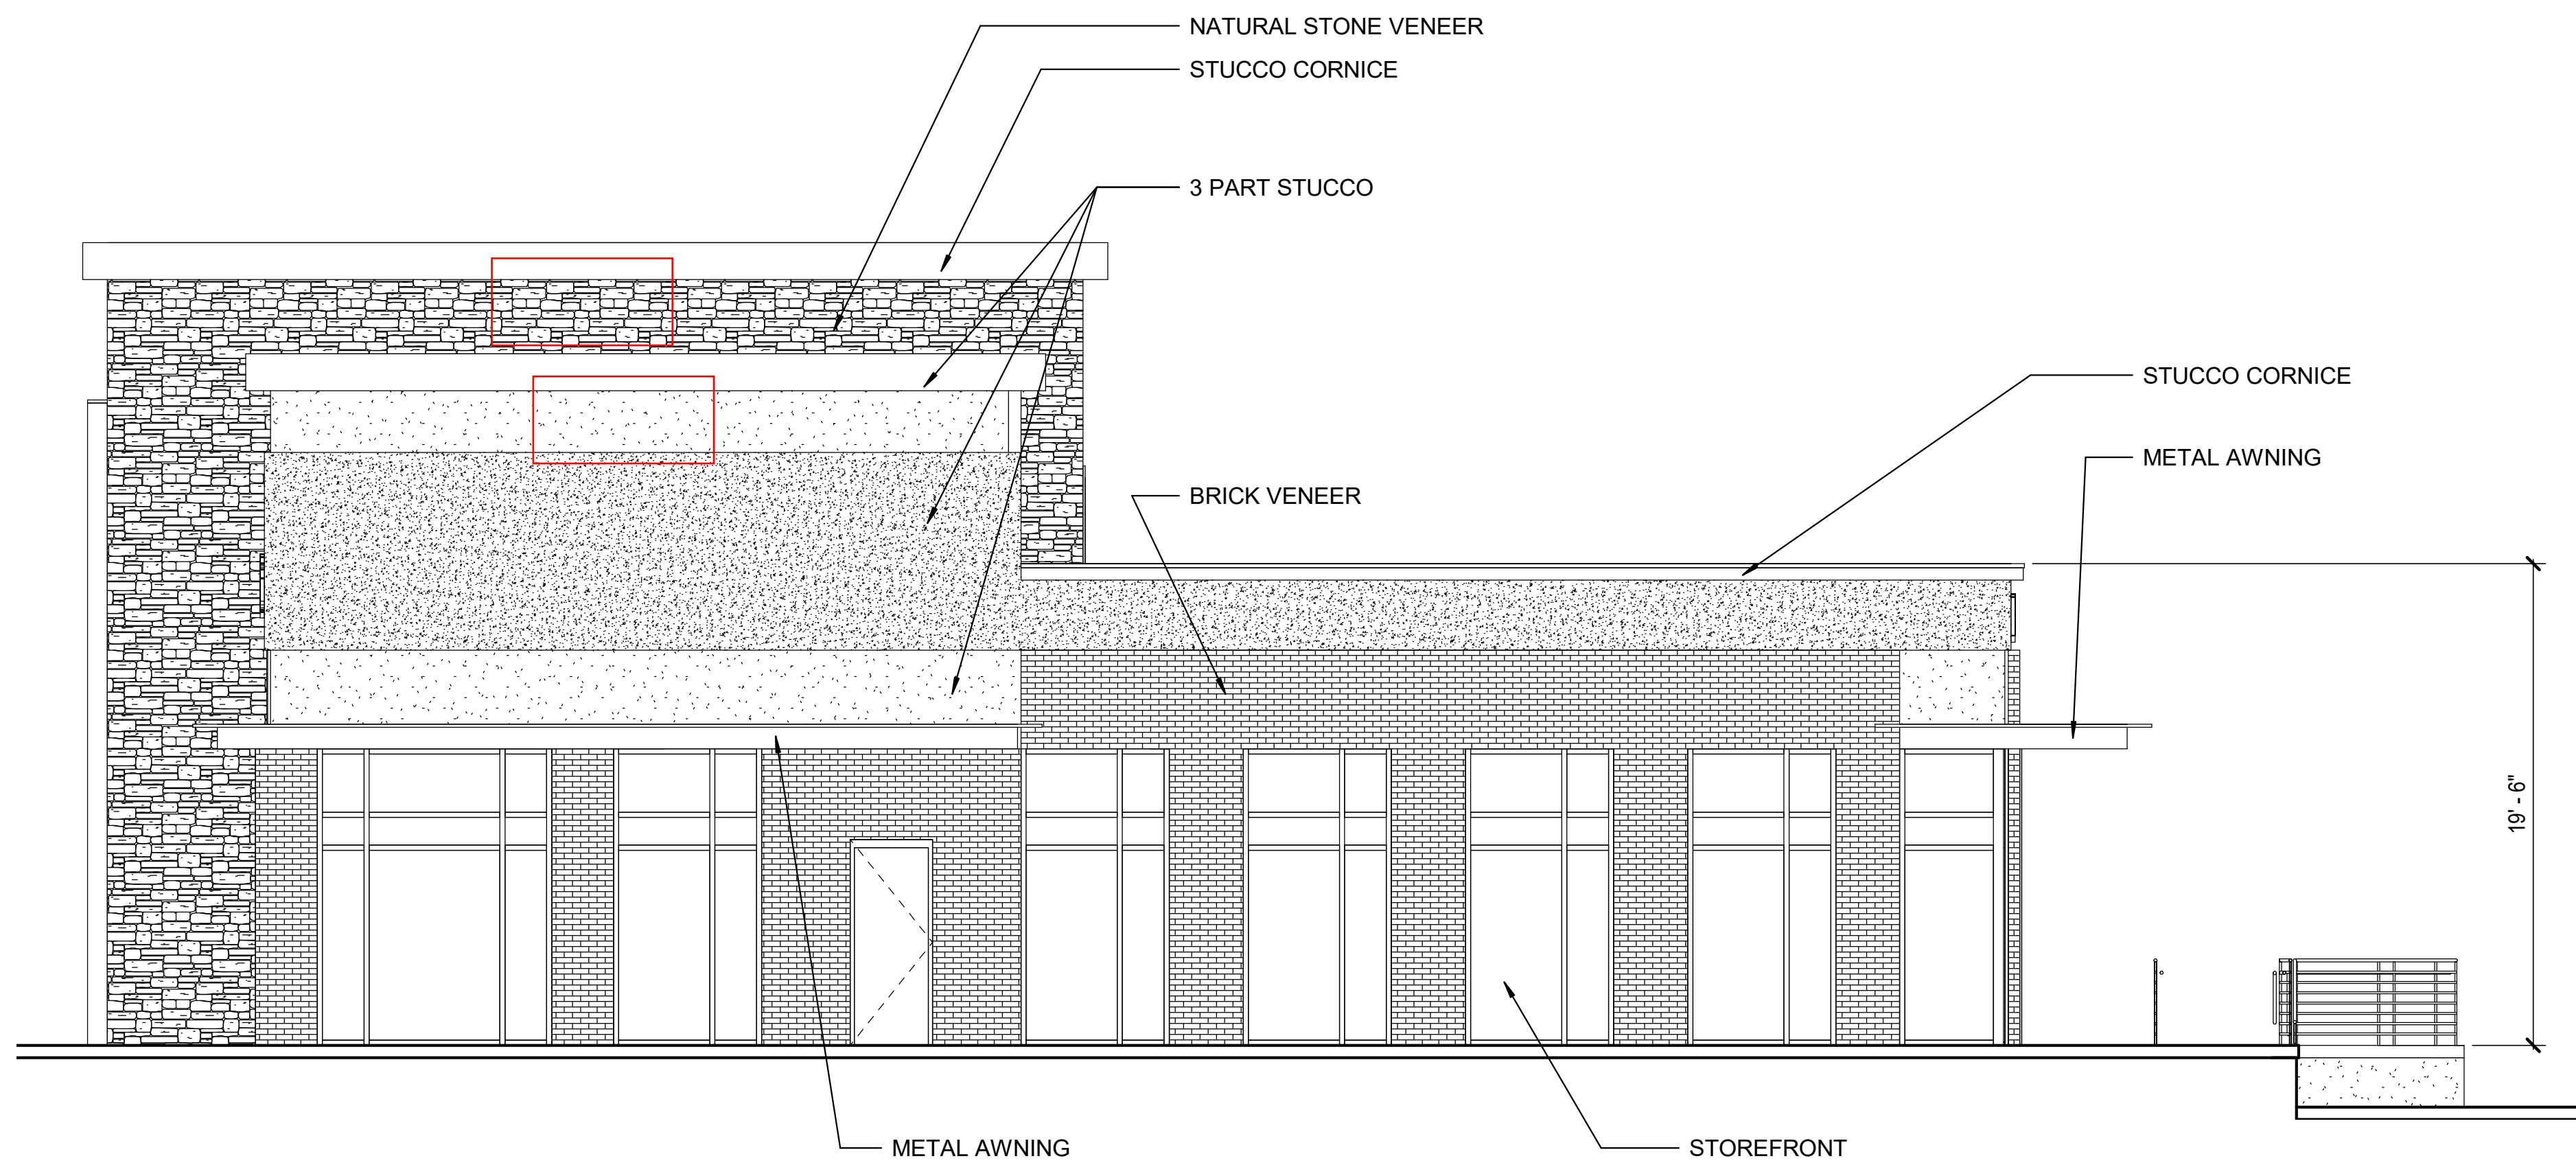 NATURAL STONE VENEER
STUCCO CORNICE
3 PART STUCCO
STUCCO CORNICE
METAL AWNING
BRICK VENEER
19' - 6"
METAL AWNING
STOREFRONT